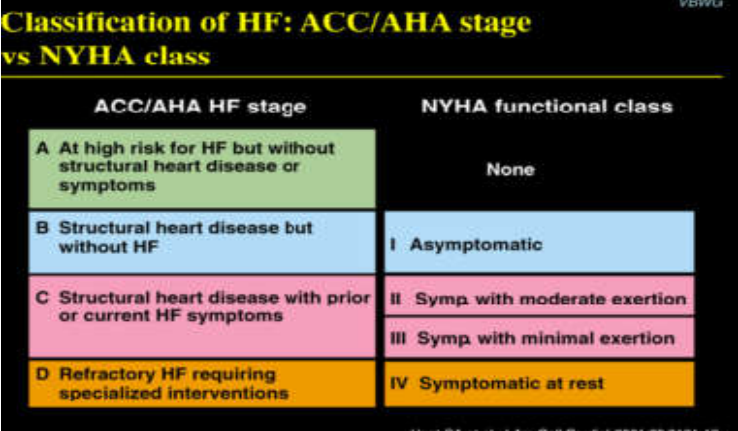 VBWG
Classification of HF: ACC/AHA stage
vs NYHA class
ACC/AHA HF stage
NYHA functional class
A At high risk for HF but without
structural heart disease or
symptoms
None
B Structural heart disease but
without HF
I Asymptomatic
C Structural heart disease with prior
or current HF symptoms
II Symp. with moderate exertion
III Symp. with minimal exertion
D Refractory HF requiring
specialized interventions
IV Symptomatic at rest